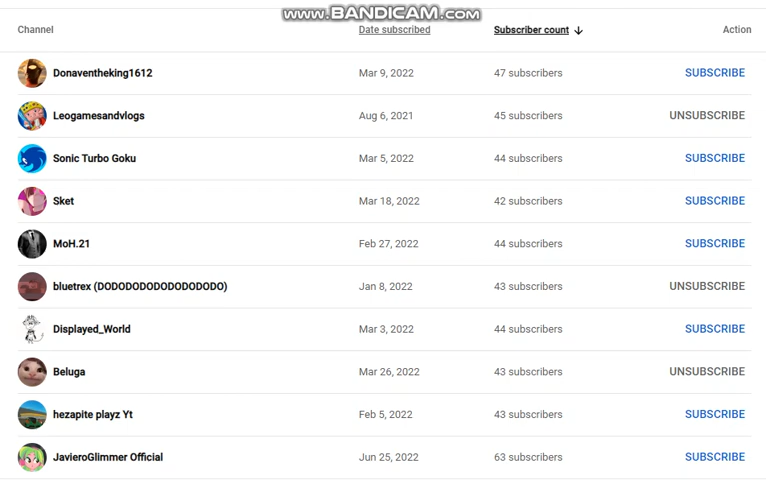 www.BANDICAM.com
Channel Date subscribed Subscriber count ↓ Action
Donaventheking1612 Mar 9, 2022 47 subscribers SUBSCRIBE
Leogamesandvlogs Aug 6, 2021 45 subscribers UNSUBSCRIBE
Sonic Turbo Goku Mar 5, 2022 44 subscribers SUBSCRIBE
Sket Mar 18, 2022 42 subscribers SUBSCRIBE
MoH.21 Feb 27, 2022 44 subscribers SUBSCRIBE
bluetrex (DODODODODODODODODO) Jan 8, 2022 43 subscribers UNSUBSCRIBE
Displayed_World Mar 3, 2022 44 subscribers SUBSCRIBE
Beluga Mar 26, 2022 43 subscribers UNSUBSCRIBE
hezapite playz Yt Feb 5, 2022 43 subscribers SUBSCRIBE
JavieroGlimmer Official Jun 25, 2022 63 subscribers SUBSCRIBE